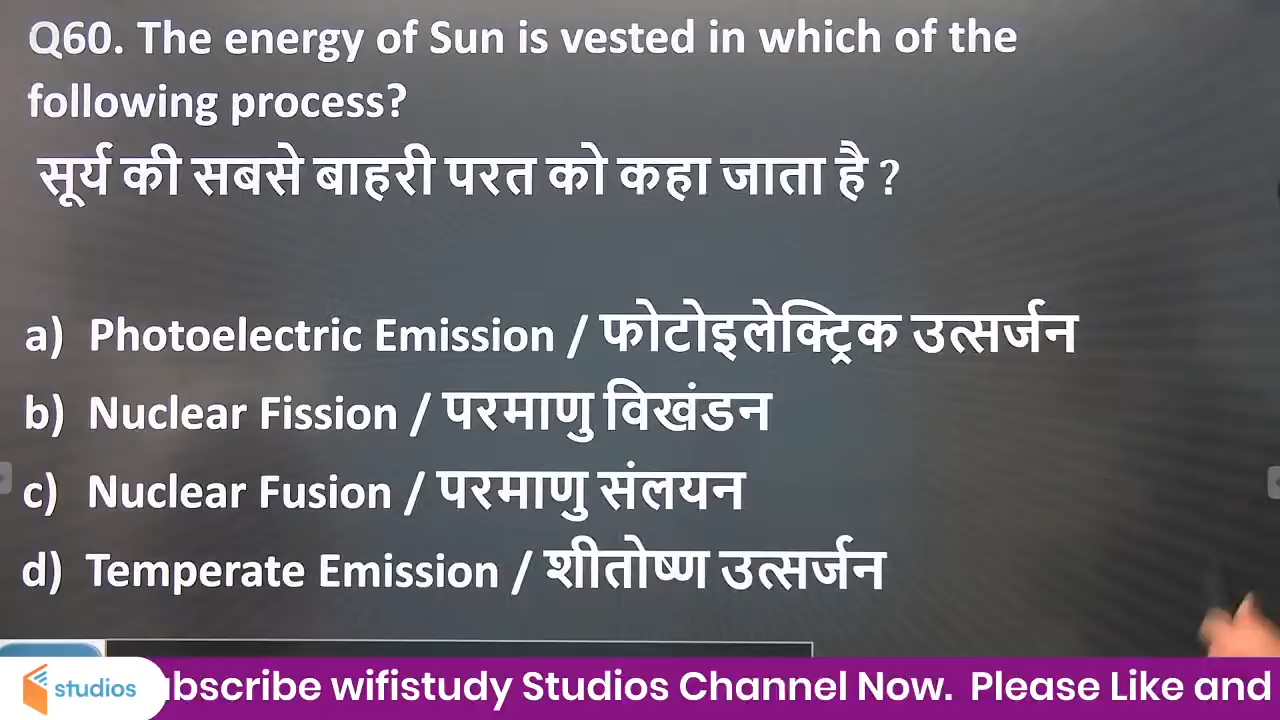 Q60. The energy of Sun is vested in which of the
following process?
सूर्य की सबसे बाहरी परत को कहा जाता है ?
a) Photoelectric Emission / फोटोइलेक्ट्रिक उत्सर्जन
b) Nuclear Fission / परमाणु विखंडन
c) Nuclear Fusion / परमाणु संलयन
d) Temperate Emission / शीतोष्ण उत्सर्जन
studios
bscribe wifistudy Studios Channel Now. Please Like and